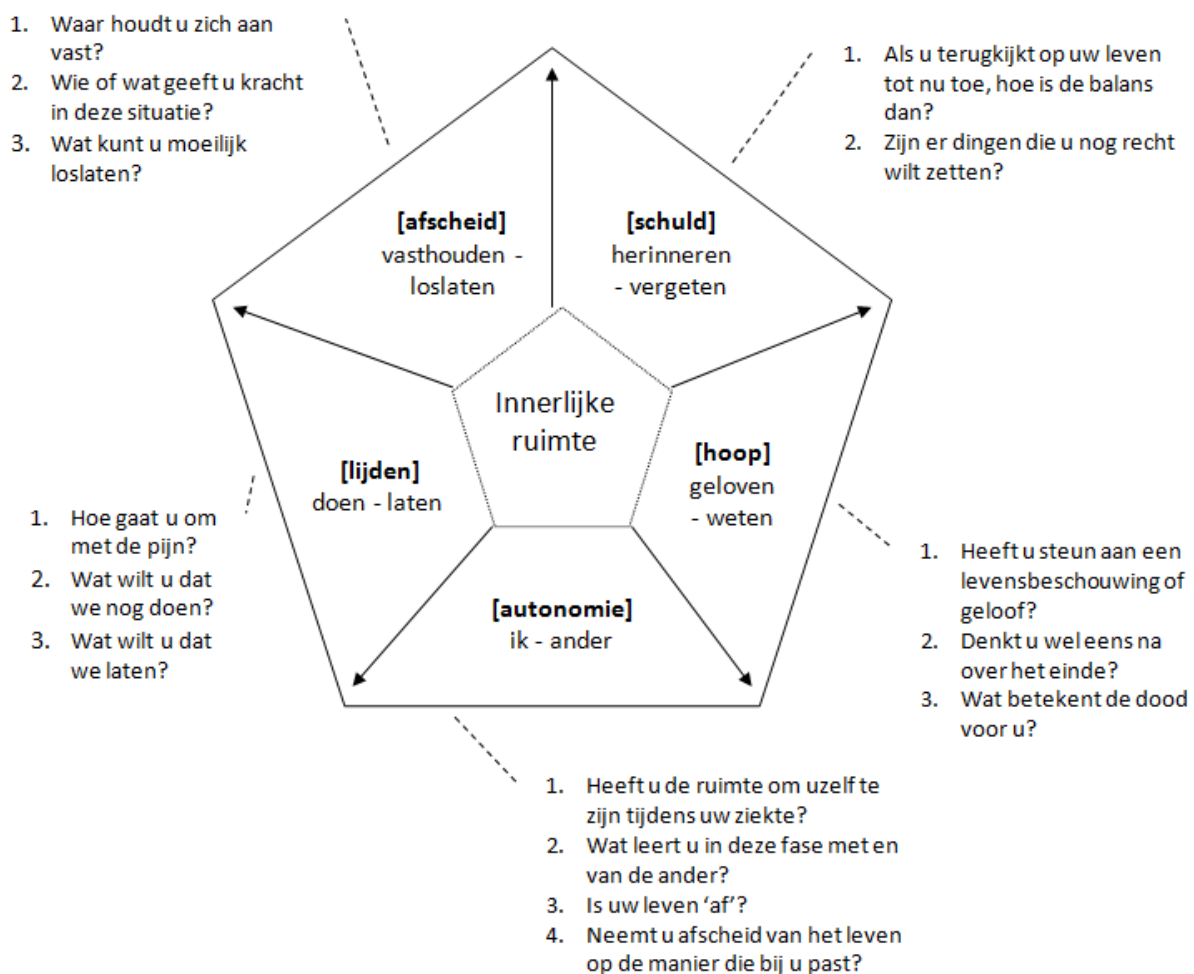 1. Waar houdt u zich aan
vast?
2. Wie of wat geeft u kracht
in deze situatie?
3. Wat kunt u moeilijk
loslaten?
1. Als u terugkijkt op uw leven
tot nu toe, hoe is de balans
dan?
2. Zijn er dingen die u nog recht
wilt zetten?
[afscheid]
vasthouden -
loslaten
[schuld]
herinneren
- vergeten
Innerlijke
ruimte
[lijden]
doen - laten
[hoop]
geloven
- weten
[autonomie]
ik - ander
1. Hoe gaat u om
met de pijn?
2. Wat wilt u dat
we nog doen?
3. Wat wilt u dat
we laten?
1. Heeft u steun aan een
levensbeschouwing of
geloof?
2. Denkt u wel eens na
over het einde?
3. Wat betekent de dood
voor u?
1. Heeft u de ruimte om uzelf te
zijn tijdens uw ziekte?
2. Wat leert u in deze fase met en
van de ander?
3. Is uw leven ‘af’?
4. Neemt u afscheid van het leven
op de manier die bij u past?